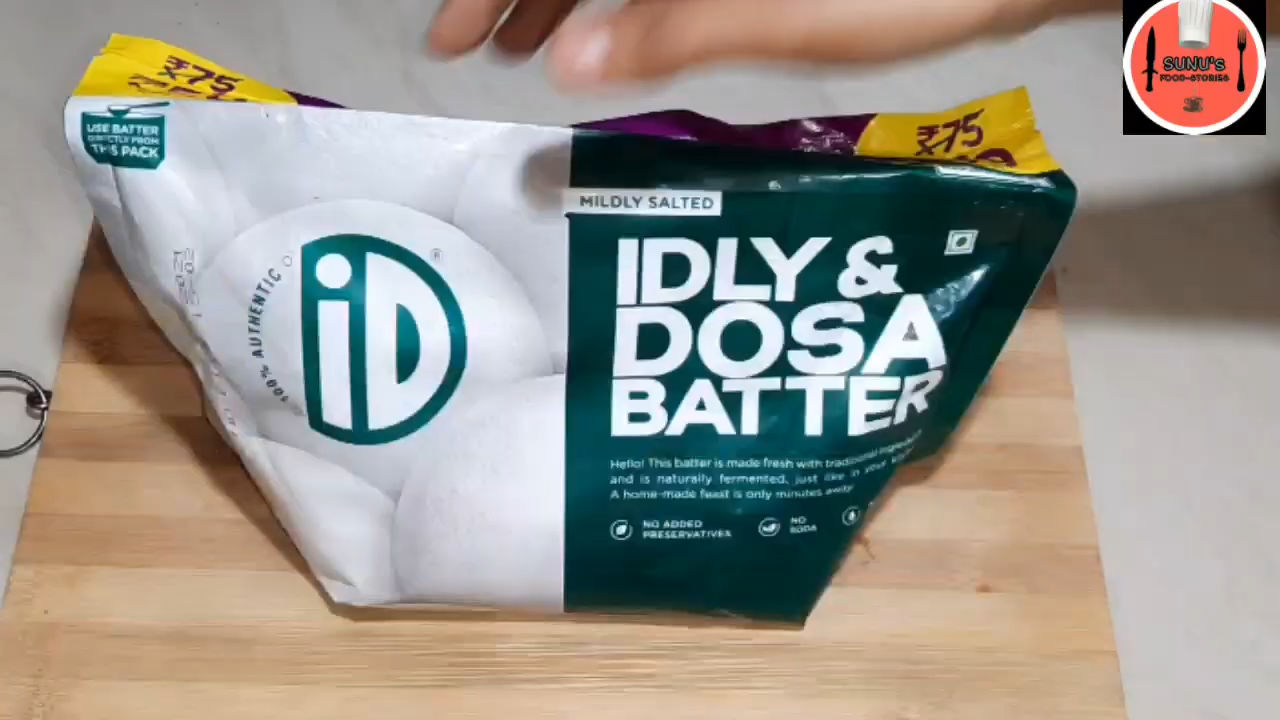 ₹75
₹75
USE BATTER
DIRECTLY FROM
THIS PACK
SUNU's
FOOD-STORIES
MILDLY SALTED
100% AUTHENTIC
iD
®
IDLY &
DOSA
BATTER
Hello! This batter is made fresh with traditional
and is naturally fermented, just like in your
A home-made feast is only minutes away
NO ADDED
PRESERVATIVES
NO
SODA